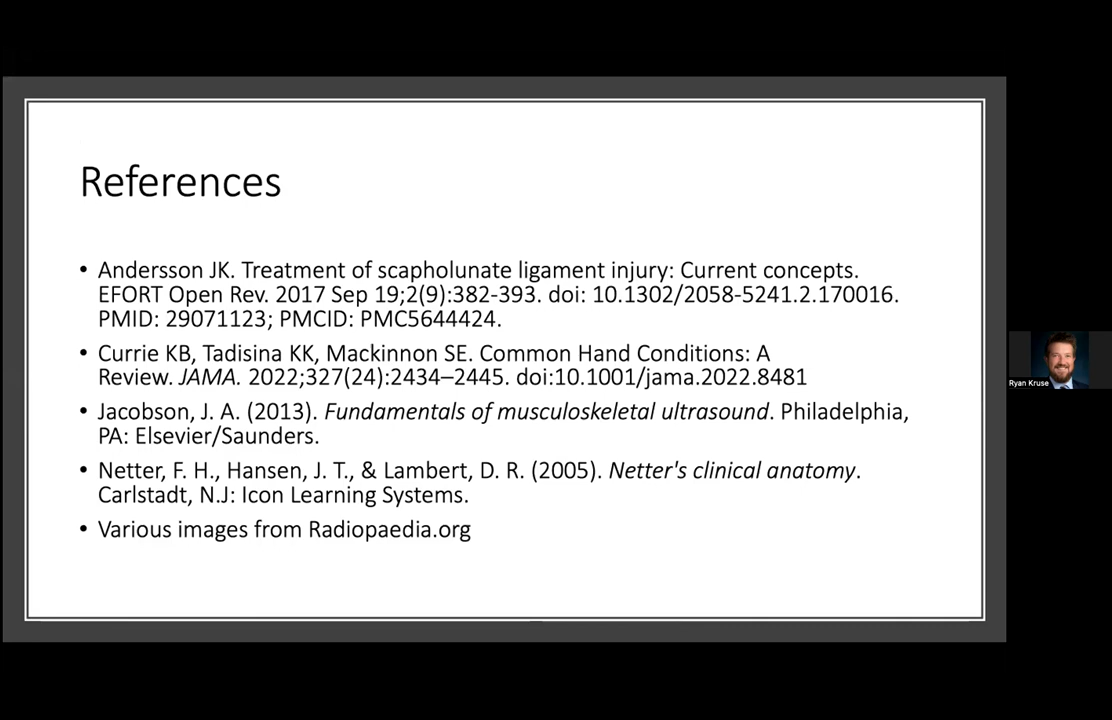 References
• Andersson JK. Treatment of scapholunate ligament injury: Current concepts.
EFORT Open Rev. 2017 Sep 19;2(9):382-393. doi: 10.1302/2058-5241.2.170016.
PMID: 29071123; PMCID: PMC5644424.
• Currie KB, Tadisina KK, Mackinnon SE. Common Hand Conditions: A
Review. JAMA. 2022;327(24):2434–2445. doi:10.1001/jama.2022.8481
• Jacobson, J. A. (2013). Fundamentals of musculoskeletal ultrasound. Philadelphia,
PA: Elsevier/Saunders.
• Netter, F. H., Hansen, J. T., & Lambert, D. R. (2005). Netter's clinical anatomy.
Carlstadt, N.J: Icon Learning Systems.
• Various images from Radiopaedia.org
Ryan Kruse